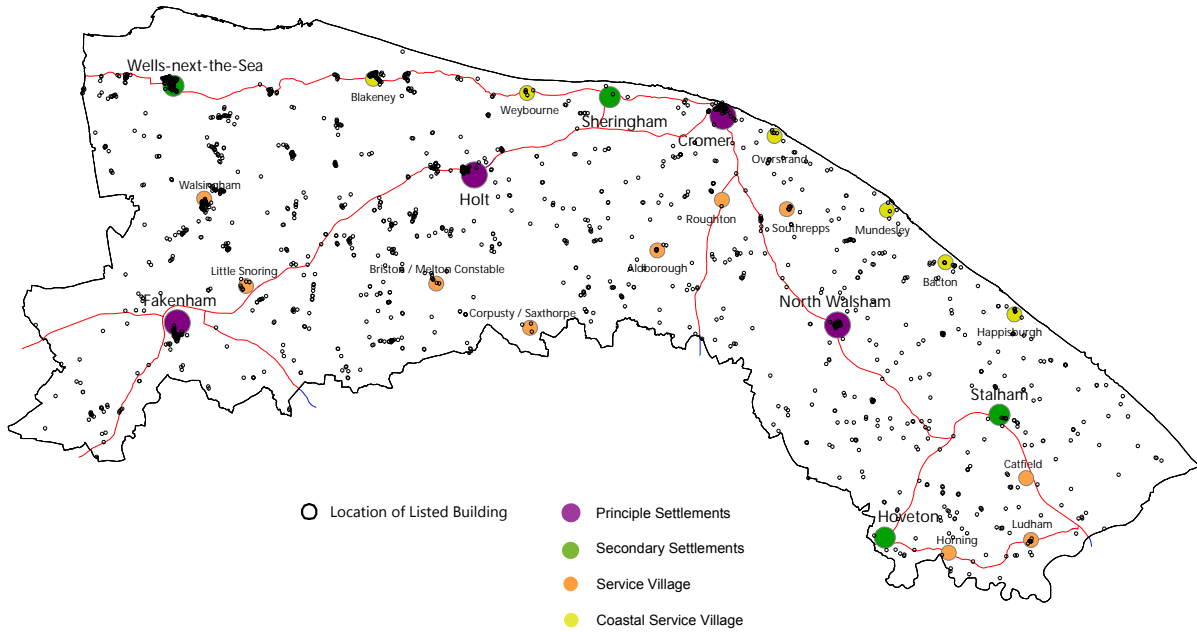 Wells-next-the-Sea
Blakeney
Weybourne
Sheringham
Cromer
Overstrand
Walsingham
Holt
Roughton
Southrepps
Mundesley
Little Snoring
Briston / Melton Constable
Aldborough
Bacton
Fakenham
Corpusty / Saxthorpe
North Walsham
Happisburgh
Stalham
Catfield
Hoveton
Horning
Ludham
Location of Listed Building
Principle Settlements
Secondary Settlements
Service Village
Coastal Service Village